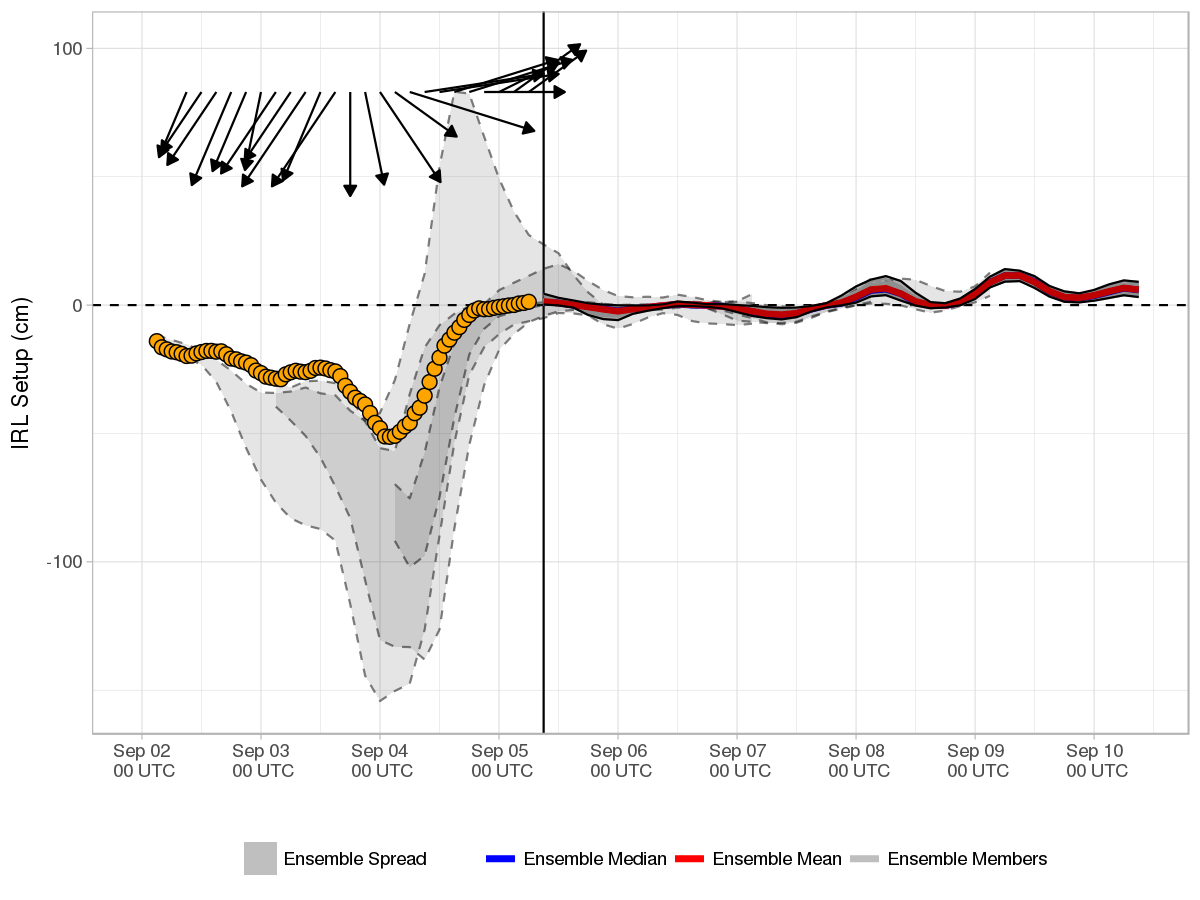 100
0
-100
IRL Setup (cm)
Sep 02 Sep 03 Sep 04 Sep 05 Sep 06 Sep 07 Sep 08 Sep 09 Sep 10
00 UTC 00 UTC 00 UTC 00 UTC 00 UTC 00 UTC 00 UTC 00 UTC 00 UTC
Ensemble Spread Ensemble Median Ensemble Mean Ensemble Members